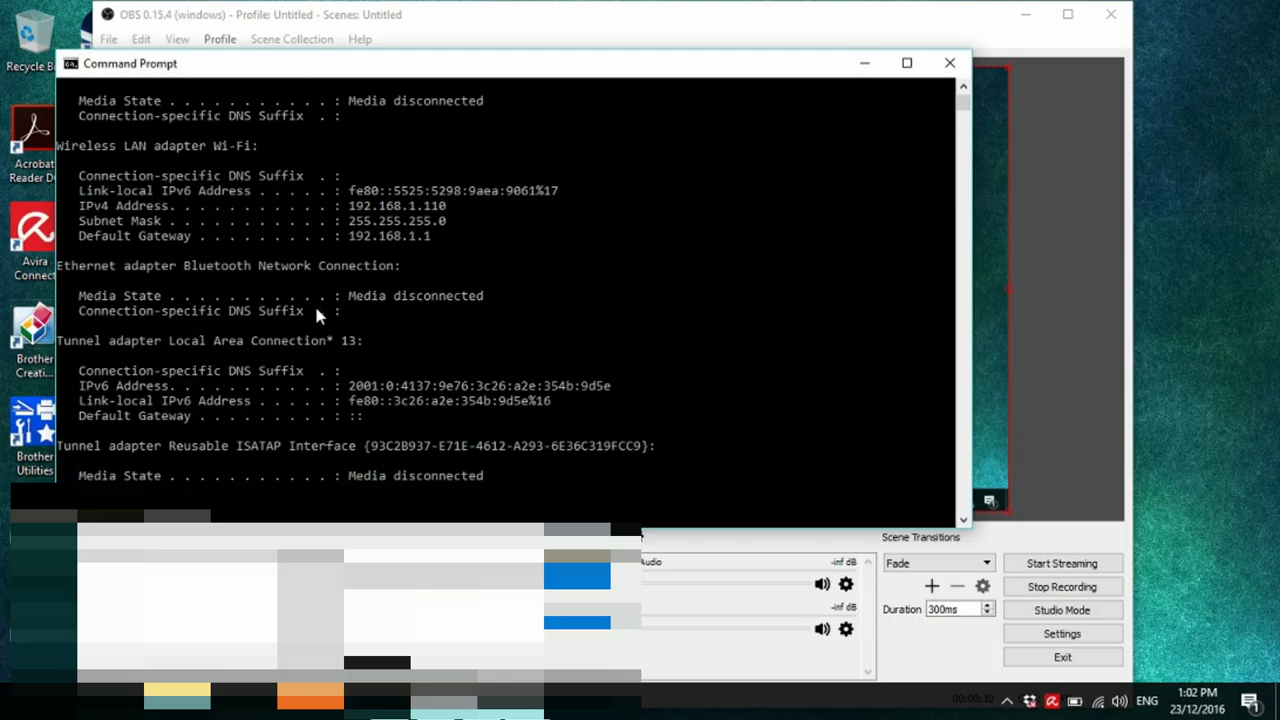 OBS 0.15.4 (windows) - Profile: Untitled - Scenes: Untitled
File Edit View Profile Scene Collection Help
Command Prompt
Media State . . . . . . . . . . . : Media disconnected
Connection-specific DNS Suffix . :
Wireless LAN adapter Wi-Fi:
Connection-specific DNS Suffix . :
Link-local IPv6 Address . . . . . : fe80::5525:5298:9aea:9061%17
IPv4 Address. . . . . . . . . . . : 192.168.1.110
Subnet Mask . . . . . . . . . . . : 255.255.255.0
Default Gateway . . . . . . . . . : 192.168.1.1
Ethernet adapter Bluetooth Network Connection:
Media State . . . . . . . . . . . : Media disconnected
Connection-specific DNS Suffix . :
Tunnel adapter Local Area Connection* 13:
Connection-specific DNS Suffix . :
IPv6 Address. . . . . . . . . . . : 2001:0:4137:9e76:3c26:a2e:354b:9d5e
Link-local IPv6 Address . . . . . : fe80::3c26:a2e:354b:9d5e%16
Default Gateway . . . . . . . . . : ::
Tunnel adapter Reusable ISATAP Interface {93C2B937-E71E-4612-A293-6E36C319FCC9}:
Media State . . . . . . . . . . . : Media disconnected
Recycle B
Acrobat
Reader D
Avira
Connect
Brother
Creati...
Brother
Utilities
Audio -inf dB
-inf dB
Scene Transitions
Fade
Duration 300ms
Start Streaming
Stop Recording
Studio Mode
Settings
Exit
00:00:10
ENG
1:02 PM
23/12/2016